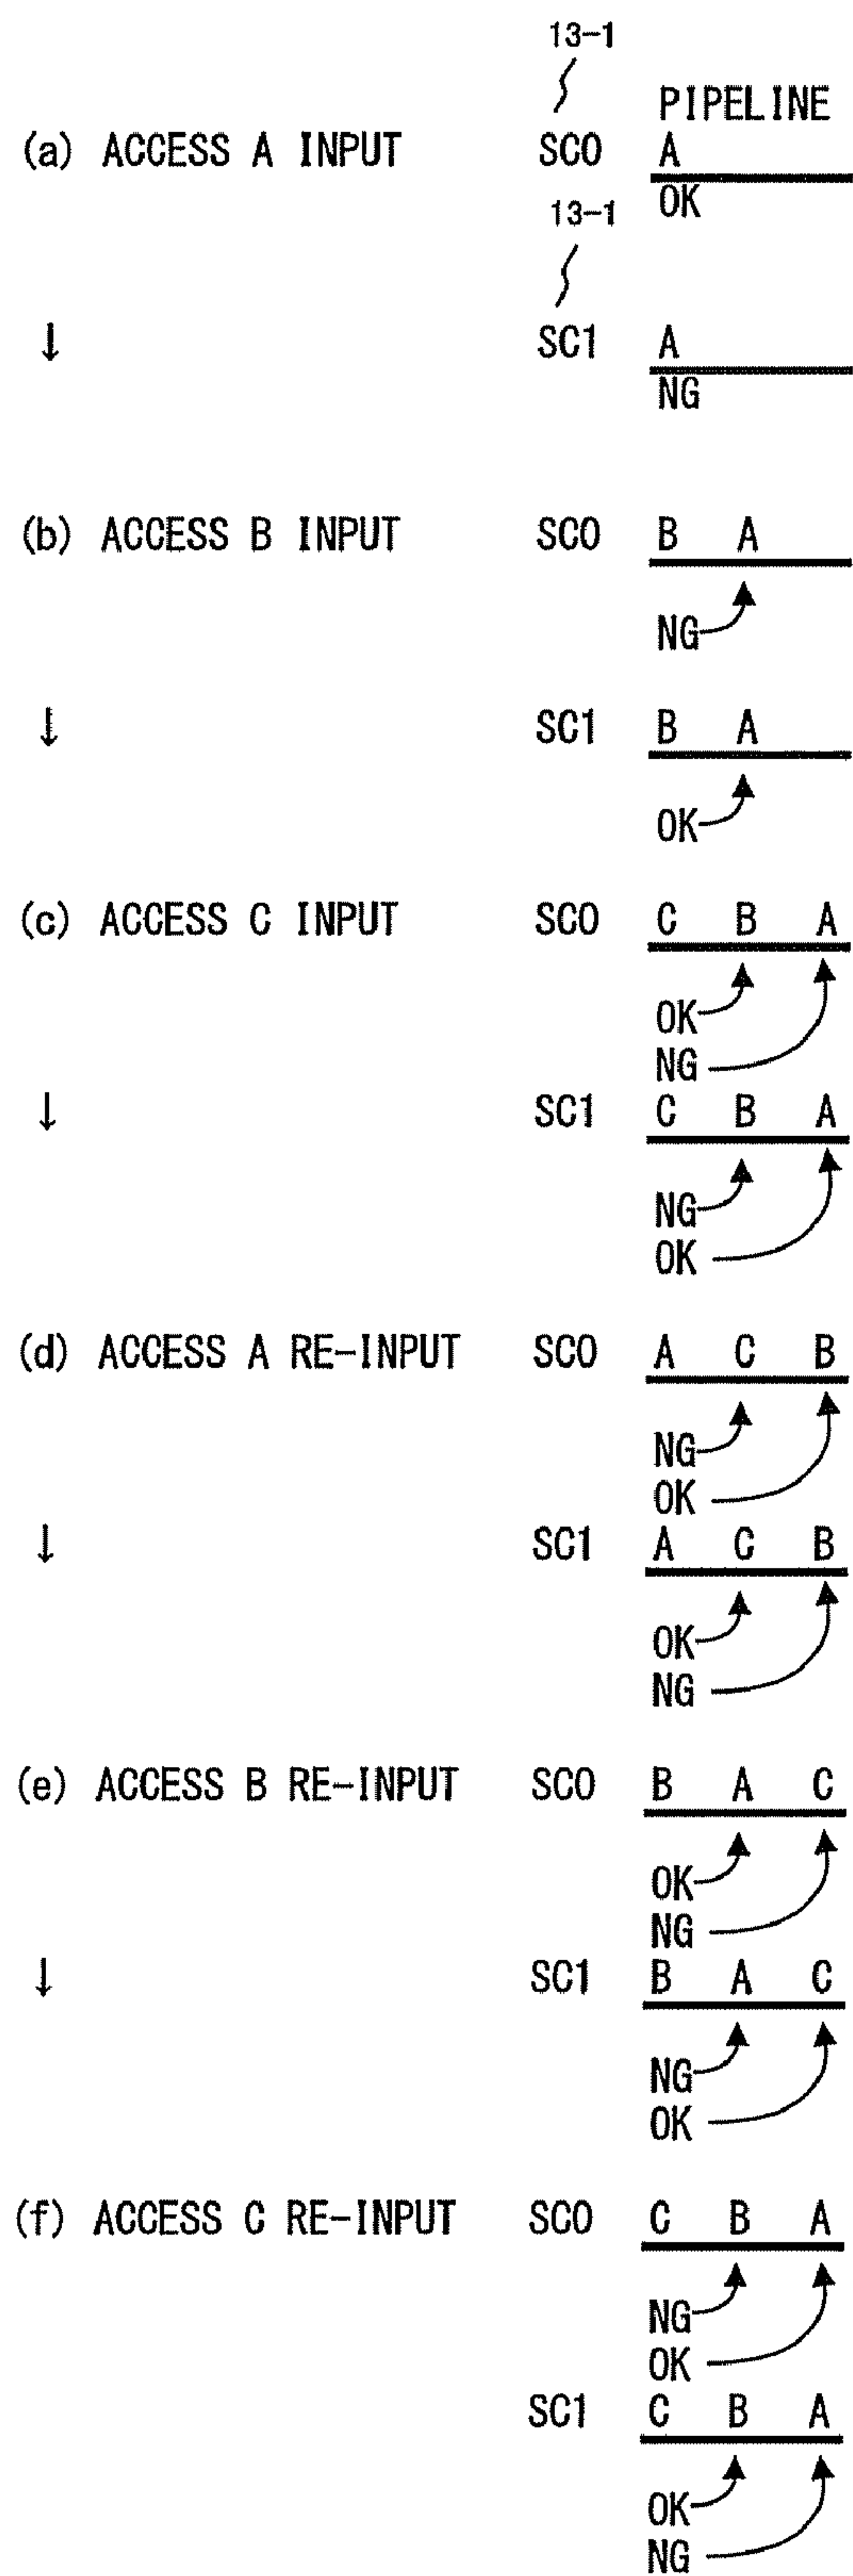 13-1
PIPELINE
(a) ACCESS A INPUT SC0 A
OK
13-1
↓ SC1 A
NG
(b) ACCESS B INPUT SC0 B A
NG
↓ SC1 B A
OK
(c) ACCESS C INPUT SC0 C B A
OK
NG
↓ SC1 C B A
NG
OK
(d) ACCESS A RE-INPUT SC0 A C B
NG
OK
↓ SC1 A C B
OK
NG
(e) ACCESS B RE-INPUT SC0 B A C
OK
NG
↓ SC1 B A C
NG
OK
(f) ACCESS C RE-INPUT SC0 C B A
NG
OK
SC1 C B A
OK
NG